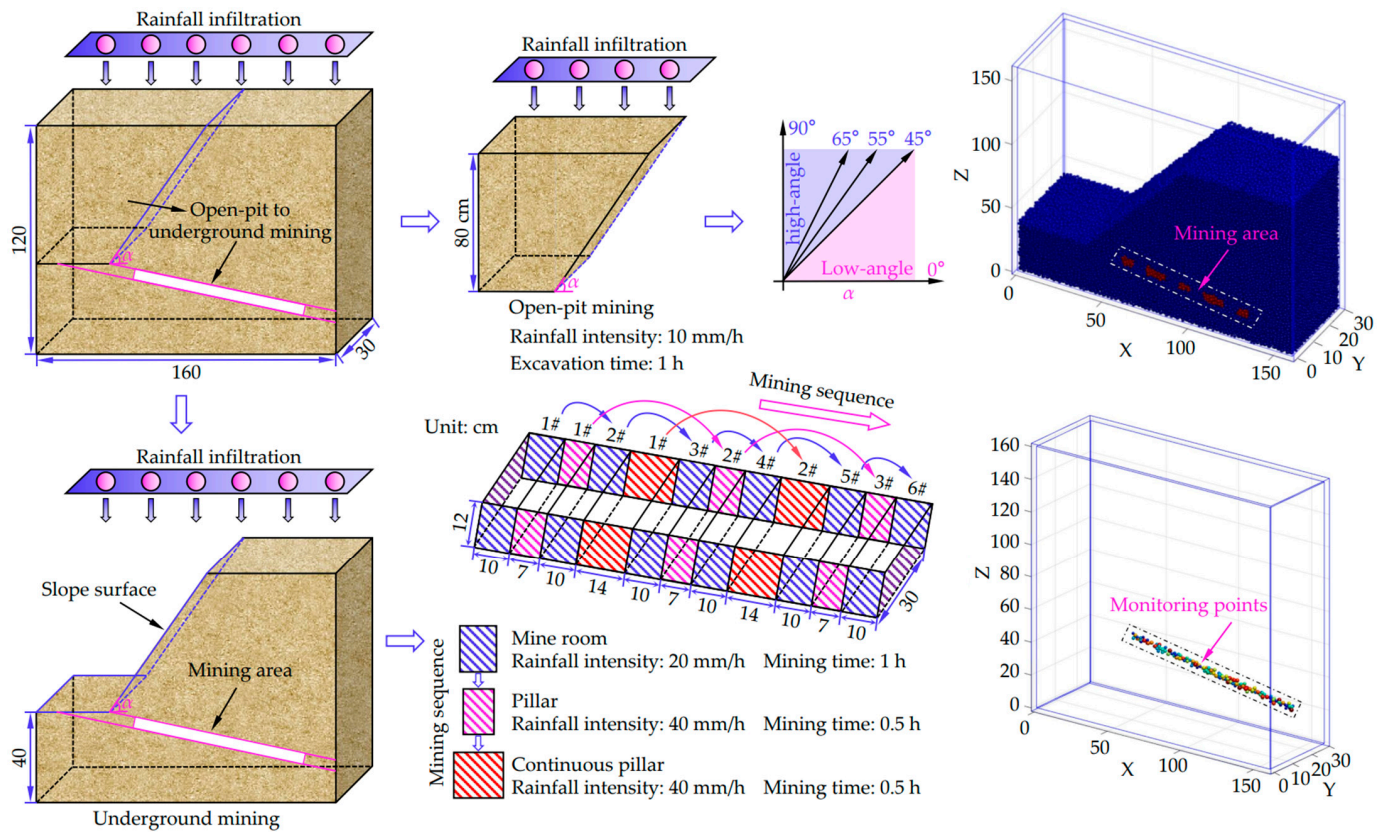 Rainfall infiltration
120
Open-pit to
underground mining
α
160
30
Rainfall infiltration
80 cm
α
Open-pit mining
Rainfall intensity: 10 mm/h
Excavation time: 1 h
90°
65°
55°
45°
high-angle
Low-angle
0°
α
Z
150
100
50
0
Mining area
0
50
100
150
X
0
10
20
30
Y
Rainfall infiltration
Slope surface
Mining area
α
40
Underground mining
Unit: cm
Mining sequence
1#
1#
2#
1#
3#
2#
4#
2#
5#
3#
6#
12
10
7
10
14
10
7
10
14
10
7
10
30
Mining sequence
Mine room
Rainfall intensity: 20 mm/h Mining time: 1 h
Pillar
Rainfall intensity: 40 mm/h Mining time: 0.5 h
Continuous pillar
Rainfall intensity: 40 mm/h Mining time: 0.5 h
Z
160
140
120
100
80
60
40
20
0
Monitoring points
0
50
100
150
X
0
10
20
30
Y